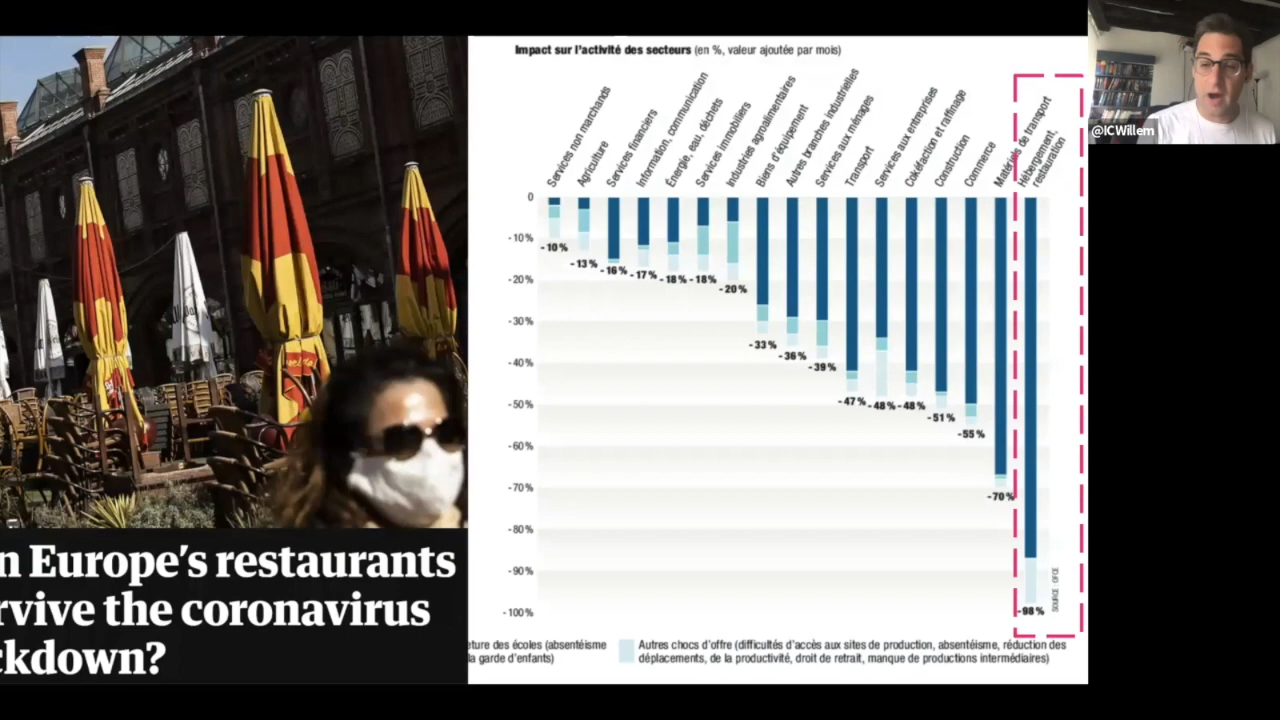 n Europe's restaurants
rvive the coronavirus
ckdown?
Impact sur l'activité des secteurs (en %, valeur ajoutée par mois)
Services non marchands
Agriculture
Services financiers
Information, communication
Énergie, eau, déchets
Services immobiliers
Industries agroalimentaires
Biens d'équipement
Autres branches industrielles
Services aux ménages
Transport
Services aux entreprises
Cokéfaction et raffinage
Construction
Commerce
Matériels de transport
Hébergement,
restauration
0
-10%
-20%
-30%
-40%
-50%
-60%
-70%
-80%
-90%
-100%
-10%
-13%
-16%
-17%
-18%
-18%
-20%
-33%
-36%
-39%
-47%
-48%
-48%
-51%
-55%
-70%
-98%
SOURCE : OFCE
eture des écoles (absentéisme
la garde d'enfants)
Autres chocs d'offre (difficultés d'accès aux sites de production, absentéisme, réduction des
déplacements, de la productivité, droit de retrait, manque de productions intermédiaires)
@ICWillem